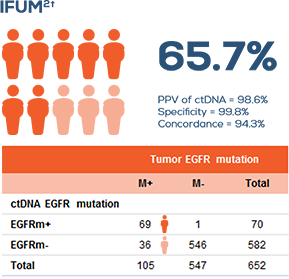 IFUM²†
65.7%
PPV of ctDNA = 98.6%
Specificity = 99.8%
Concordance = 94.3%
Tumor EGFR mutation
M+ M- Total
ctDNA EGFR mutation
EGFRm+ 69 1 70
EGFRm- 36 546 582
Total 105 547 652